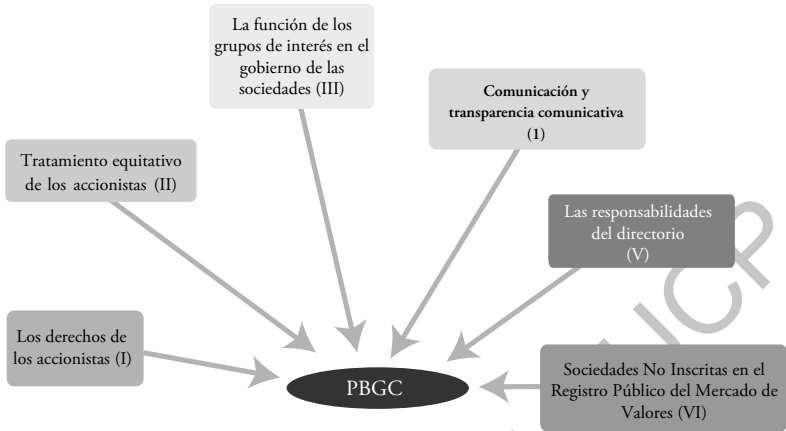 La función de los
grupos de interés en el
gobierno de las
sociedades (III)
Comunicación y
transparencia comunicativa
(1)
Tratamiento equitativo
de los accionistas (II)
Las responsabilidades
del directorio
(V)
Los derechos de
los accionistas (I)
PBGC
Sociedades No Inscritas en el
Registro Público del Mercado de
Valores (VI)